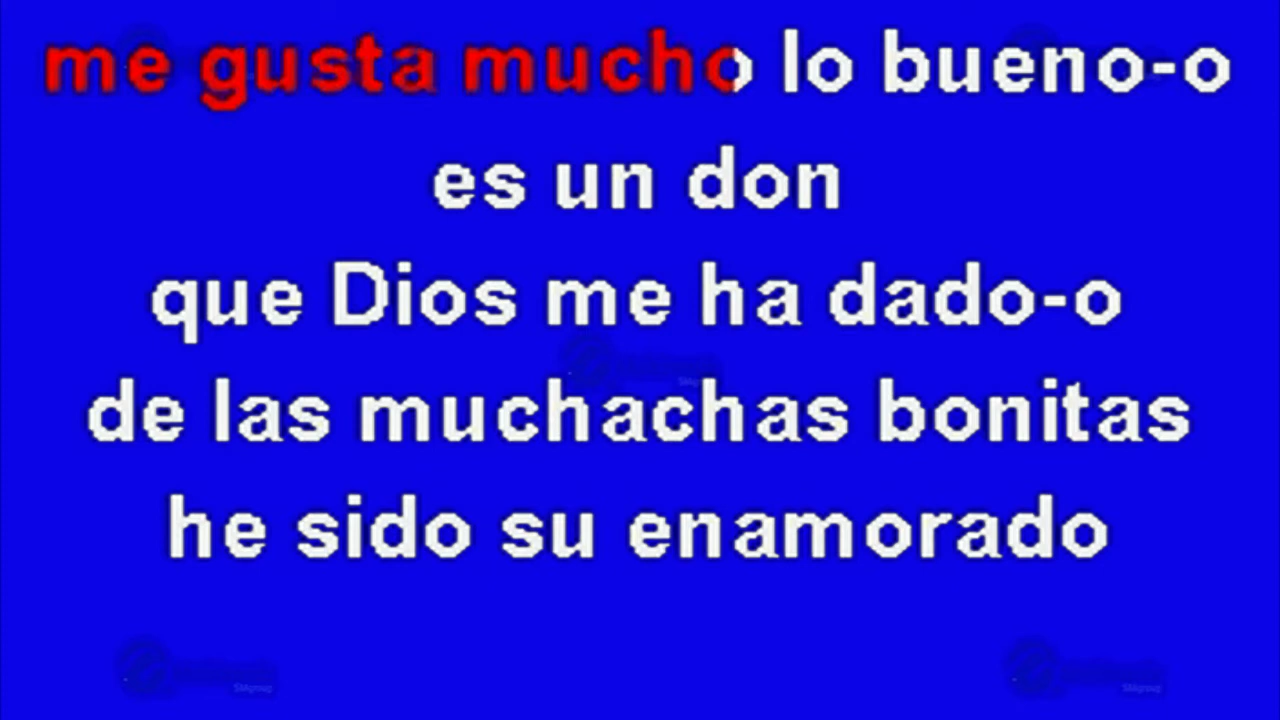 me gusta mucho lo bueno-o
es un don
que Dios me ha dado-o
de las muchachas bonitas
he sido su enamorado